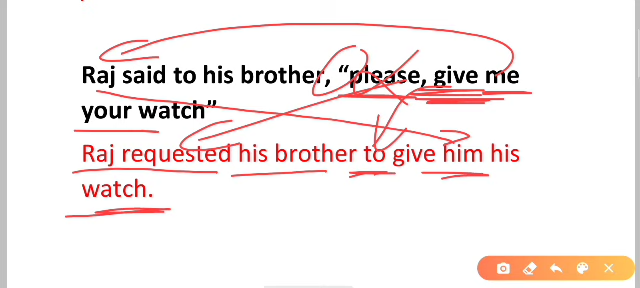 Raj said to his brother, “please, give me
your watch”
Raj requested his brother to give him his
watch.